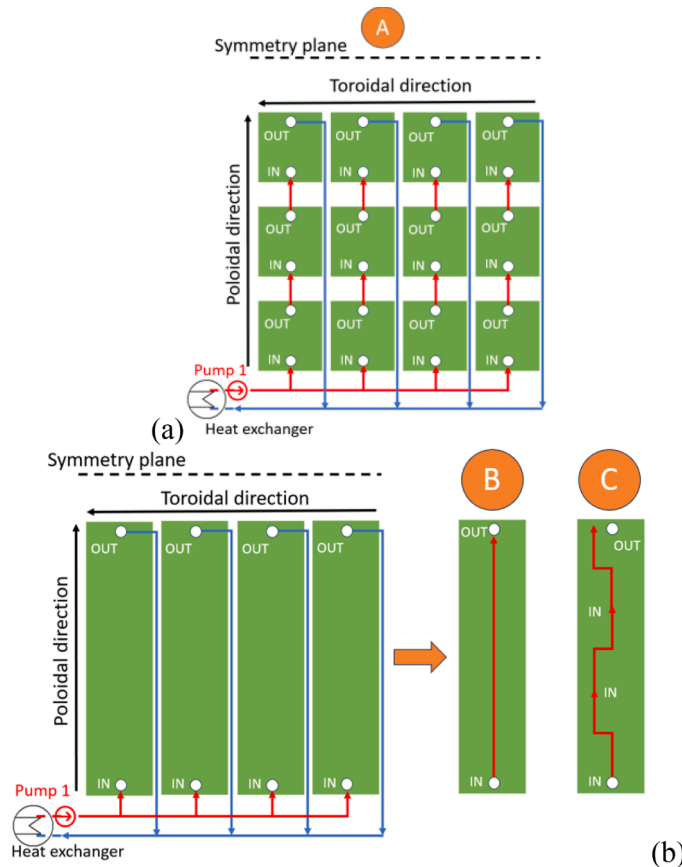 A
Symmetry plane
Toroidal direction
Poloidal direction
OUT OUT OUT OUT
IN IN IN IN
OUT OUT OUT OUT
IN IN IN IN
OUT OUT OUT OUT
IN IN IN IN
Pump 1
Heat exchanger
(a)
Symmetry plane
Toroidal direction
Poloidal direction
OUT OUT OUT OUT
IN IN IN IN
Pump 1
Heat exchanger
B
OUT
IN
C
OUT
IN
IN
IN
(b)